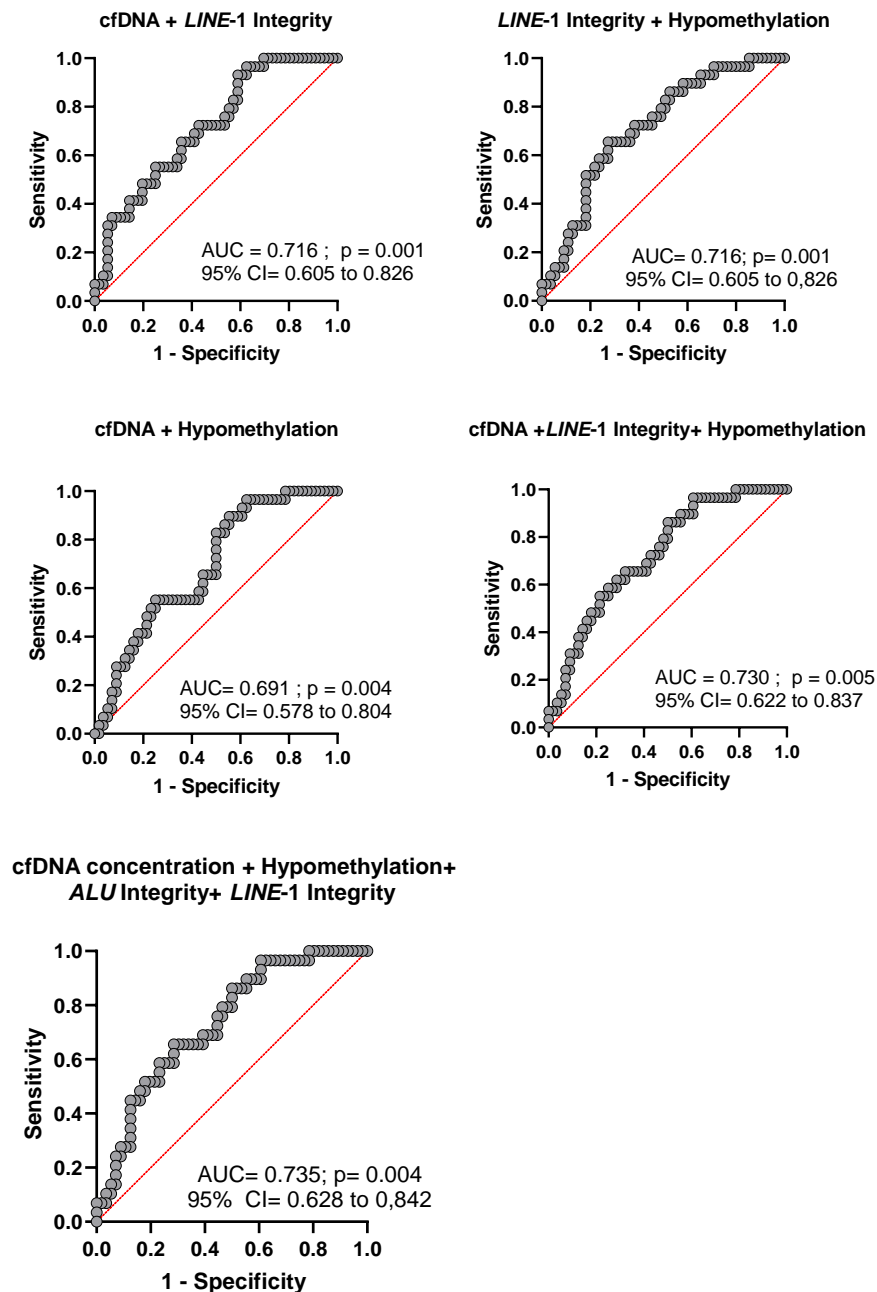 cfDNA + LINE-1 Integrity
1.0
0.8
0.6
0.4
0.2
0.0
Sensitivity
AUC = 0.716 ; p = 0.001
95% CI= 0.605 to 0.826
0.0 0.2 0.4 0.6 0.8 1.0
1 - Specificity
LINE-1 Integrity + Hypomethylation
1.0
0.8
0.6
0.4
0.2
0.0
Sensitivity
AUC= 0.716; p= 0.001
95% CI= 0.605 to 0,826
0.0 0.2 0.4 0.6 0.8 1.0
1 - Specificity
cfDNA + Hypomethylation
1.0
0.8
0.6
0.4
0.2
0.0
Sensitivity
AUC= 0.691 ; p = 0.004
95% CI= 0.578 to 0.804
0.0 0.2 0.4 0.6 0.8 1.0
1 - Specificity
cfDNA +LINE-1 Integrity+ Hypomethylation
1.0
0.8
0.6
0.4
0.2
0.0
Sensitivity
AUC= 0.730 ; p = 0.005
95% CI= 0.622 to 0.837
0.0 0.2 0.4 0.6 0.8 1.0
1 - Specificity
cfDNA concentration + Hypomethylation+
ALU Integrity+ LINE-1 Integrity
1.0
0.8
0.6
0.4
0.2
0.0
Sensitivity
AUC= 0.735; p= 0.004
95% CI= 0.628 to 0,842
0.0 0.2 0.4 0.6 0.8 1.0
1 - Specificity